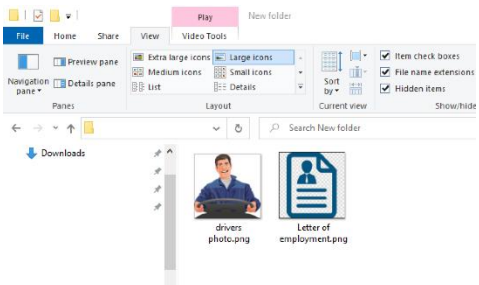 Play
New folder
File
Home
Share
View
Video Tools
Navigation pane
Preview pane
Details pane
Extra large icons
Large icons
Medium icons
Small icons
List
Details
Sort by
Item check boxes
File name extensions
Hidden items
Panes
Layout
Current view
Show/hide
Search New folder
Downloads
drivers
photo.png
Letter of
employment.png